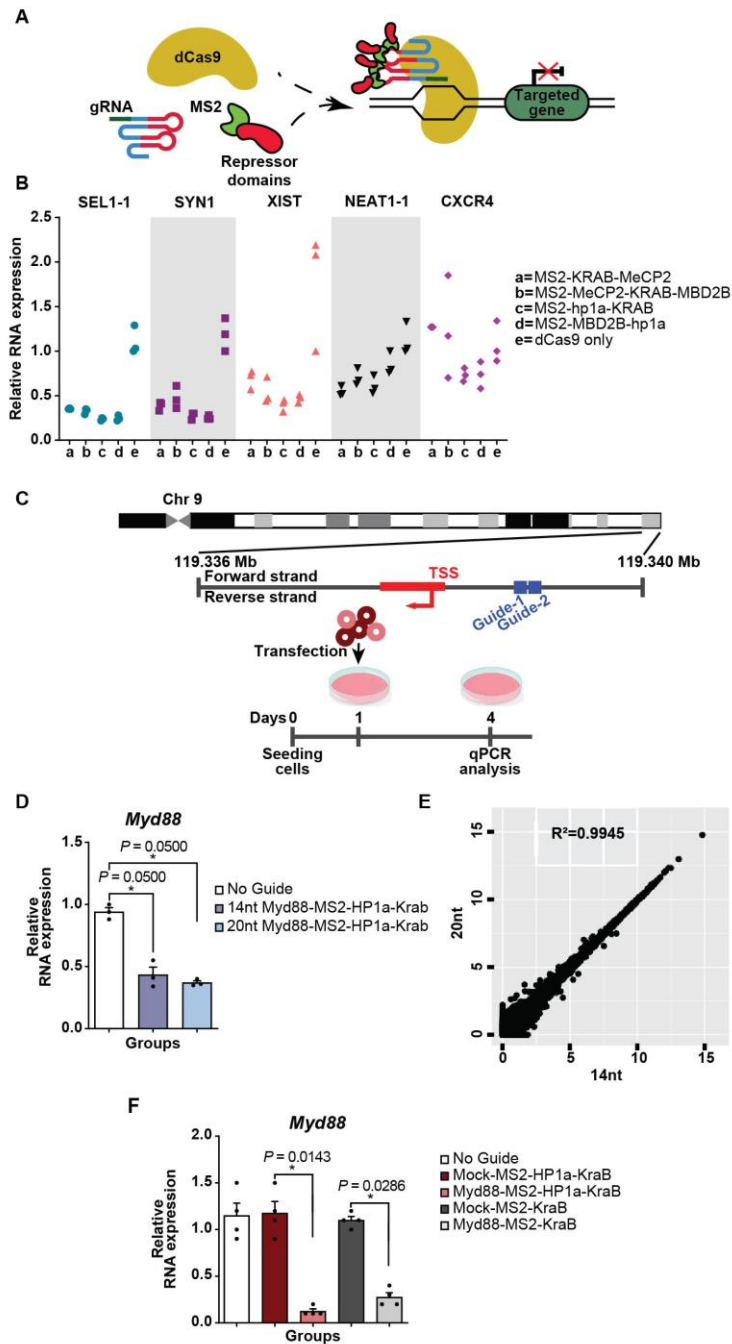 A
dCas9
gRNA
MS2
Repressor
domains
Targeted
gene
B
SEL1-1 SYN1 XIST NEAT1-1 CXCR4
Relative RNA expression
2.5
2.0
1.5
1.0
0.5
0.0
a b c d e a b c d e a b c d e a b c d e a b c d e
a=MS2-KRAB-MeCP2
b=MS2-MeCP2-KRAB-MBD2B
c=MS2-hp1a-KRAB
d=MS2-MBD2B-hp1a
e=dCas9 only
C
Chr 9
119.336 Mb 119.340 Mb
Forward strand
Reverse strand
TSS
Guide-1
Guide-2
Transfection
Days 0 1 4
Seeding
cells
qPCR
analysis
D
Myd88
Relative
RNA expression
1.5
1.0
0.5
0.0
P = 0.0500
*
P = 0.0500
*
Groups
No Guide
14nt Myd88-MS2-HP1a-Krab
20nt Myd88-MS2-HP1a-Krab
E
R²=0.9945
20nt
15
10
5
0
0 5 10 15
14nt
F
Myd88
Relative
RNA expression
2.0
1.5
1.0
0.5
0.0
P = 0.0143
*
P = 0.0286
*
Groups
No Guide
Mock-MS2-HP1a-KraB
Myd88-MS2-HP1a-KraB
Mock-MS2-KraB
Myd88-MS2-KraB